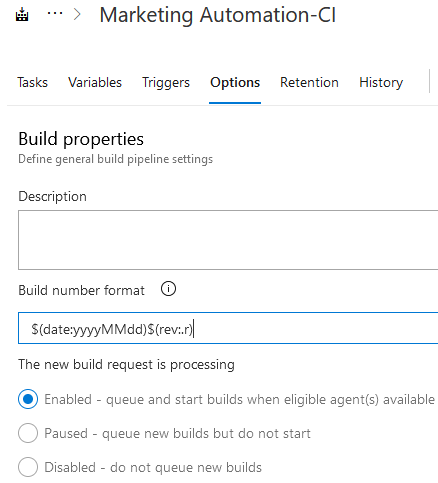 ... > Marketing Automation-CI
Tasks Variables Triggers Options Retention History
Build properties
Define general build pipeline settings
Description
Build number format
$(date:yyyyMMdd)$(rev:.r)
The new build request is processing
Enabled - queue and start builds when eligible agent(s) available
Paused - queue new builds but do not start
Disabled - do not queue new builds